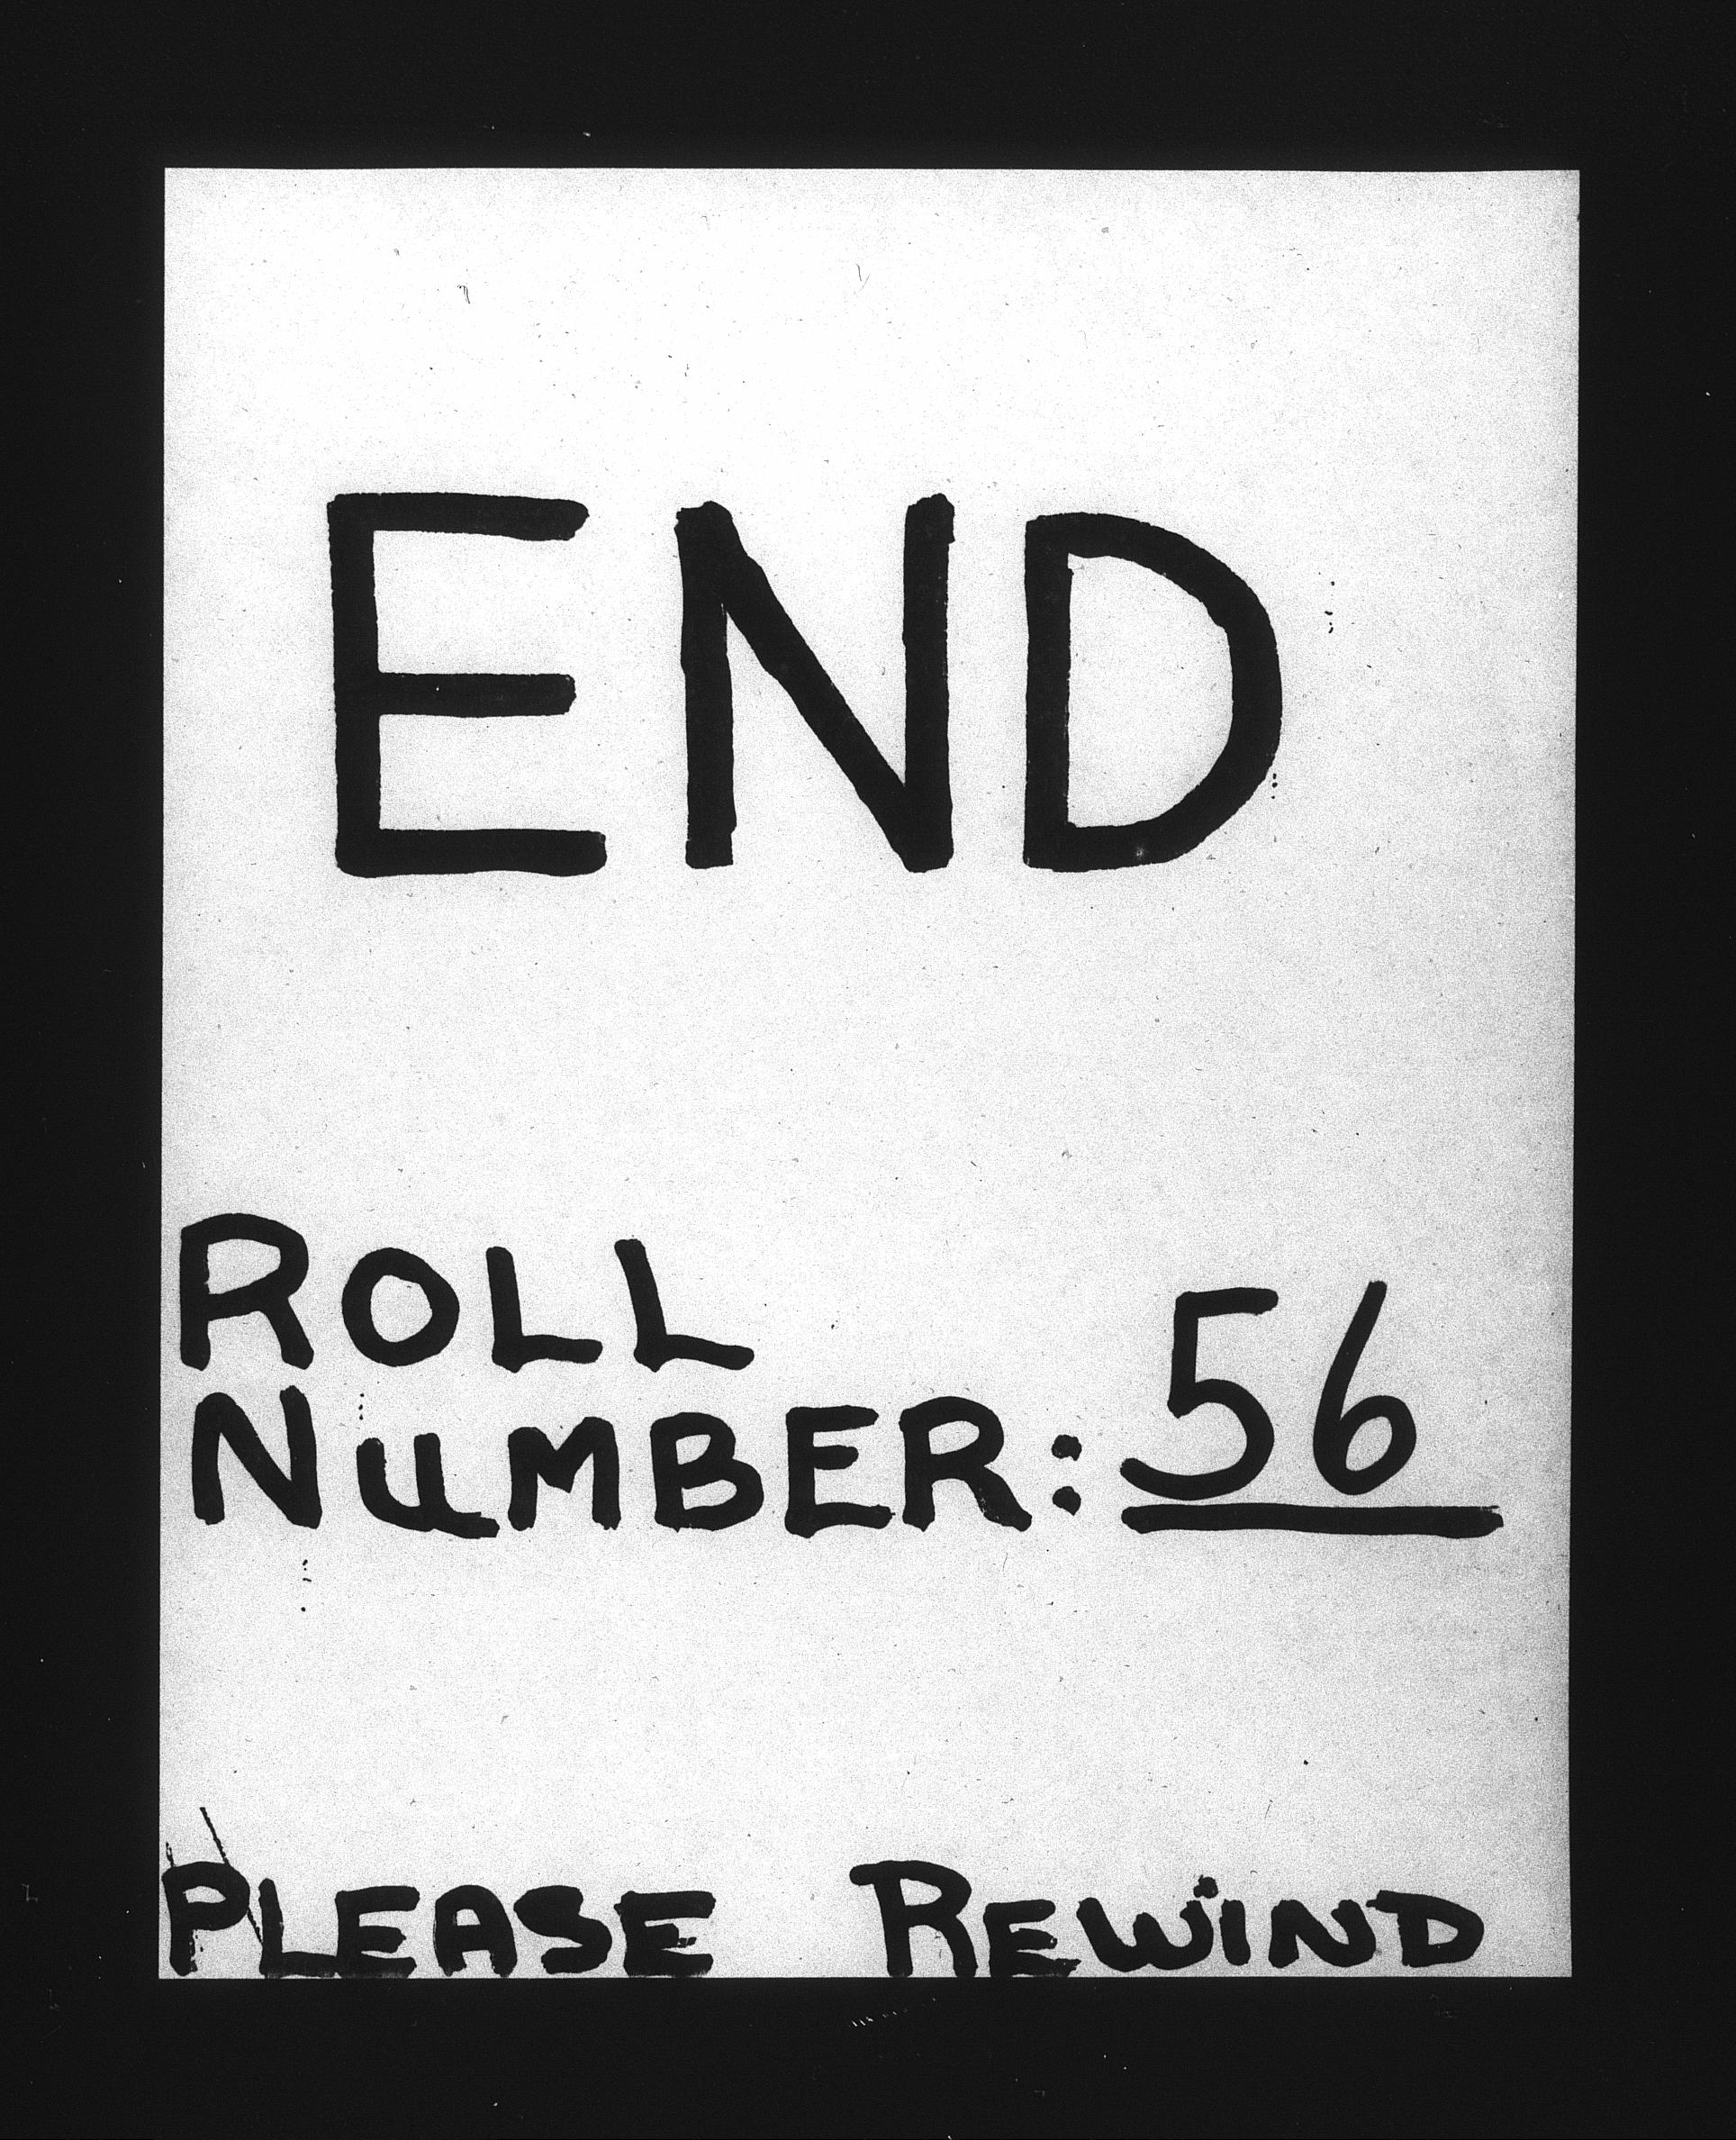 END
ROLL
NUMBER: 56
PLEASE REWIND